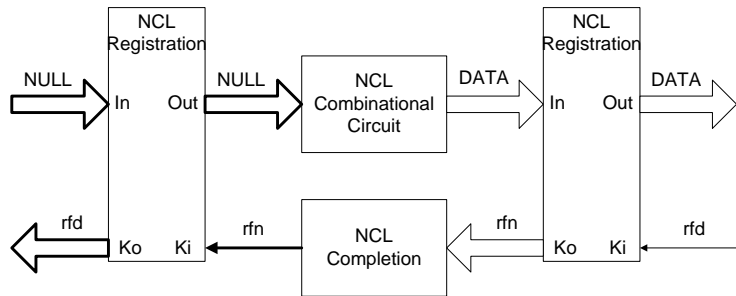 NCL
Registration
NCL
Registration
NULL
NULL
DATA
DATA
In
Out
NCL
Combinational
Circuit
In
Out
rfd
rfn
rfn
rfd
Ko
Ki
NCL
Completion
Ko
Ki